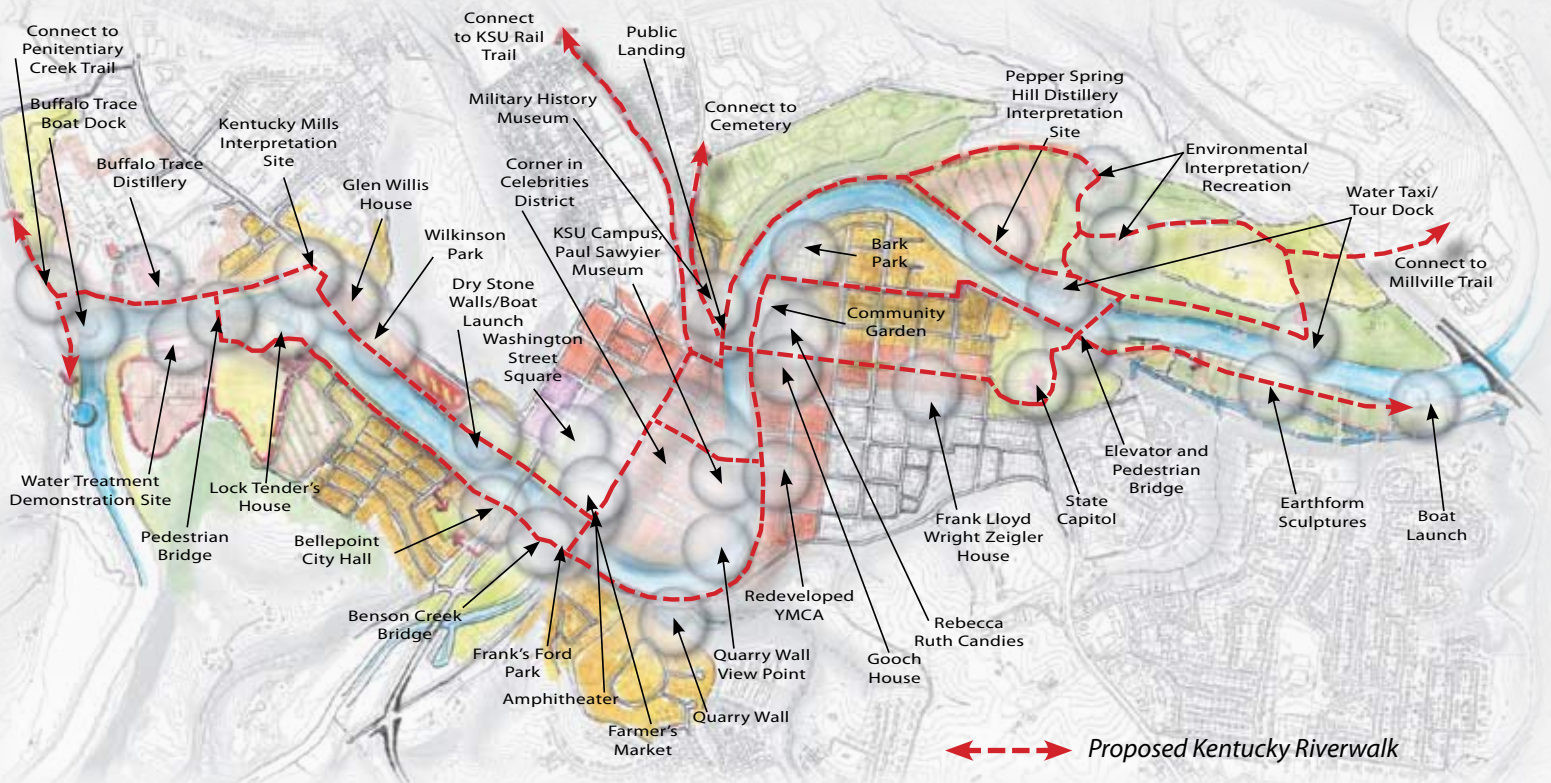 Connect to
Penitentiary
Creek Trail
Buffalo Trace
Boat Dock
Buffalo Trace
Distillery
Kentucky Mills
Interpretation
Site
Glen Willis
House
Wilkinson
Park
Dry Stone
Walls/Boat
Launch
Washington
Street
Square
Connect
to KSU Rail
Trail
Military History
Museum
Corner in
Celebrities
District
KSU Campus,
Paul Sawyier
Museum
Public
Landing
Connect to
Cemetery
Bark
Park
Community
Garden
Pepper Spring
Hill Distillery
Interpretation
Site
Environmental
Interpretation/
Recreation
Water Taxi/
Tour Dock
Connect to
Millville Trail
Water Treatment
Demonstration Site
Pedestrian
Bridge
Lock Tender's
House
Bellepoint
City Hall
Benson Creek
Bridge
Frank's Ford
Park
Amphitheater
Farmer's
Market
Quarry Wall
Quarry Wall
View Point
Redeveloped
YMCA
Gooch
House
Rebecca
Ruth Candies
Frank Lloyd
Wright Zeigler
House
State
Capitol
Elevator and
Pedestrian
Bridge
Earthform
Sculptures
Boat
Launch
Proposed Kentucky Riverwalk